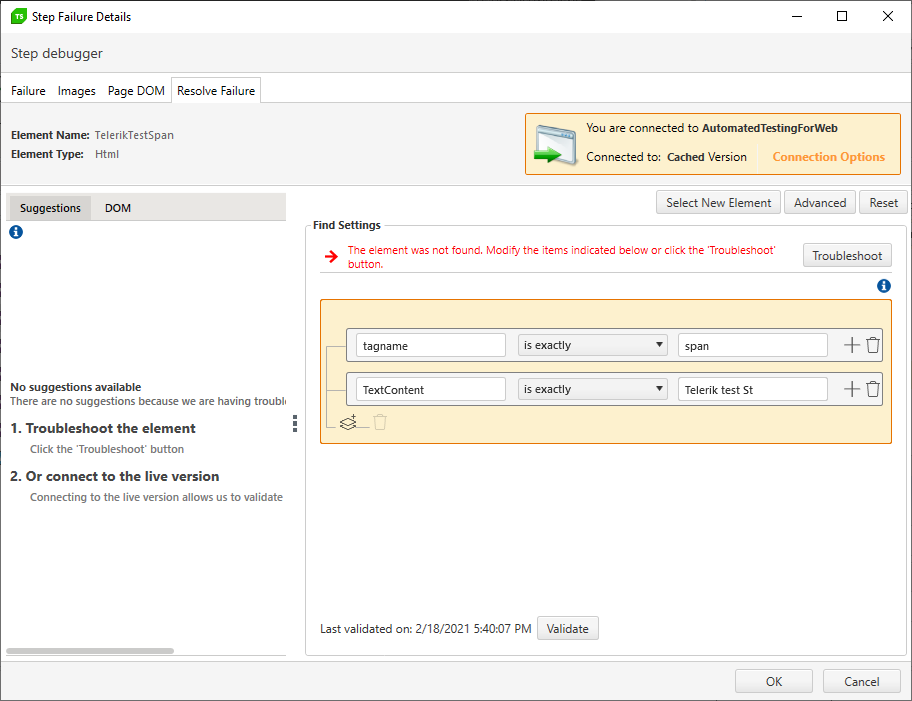 TS Step Failure Details
Step debugger
Failure Images Page DOM Resolve Failure
Element Name: TelerikTestSpan
Element Type: Html
You are connected to AutomatedTestingForWeb
Connected to: Cached Version Connection Options
Suggestions DOM
Select New Element Advanced Reset
Find Settings
The element was not found. Modify the items indicated below or click the 'Troubleshoot'
button.
Troubleshoot
tagname is exactly span
TextContent is exactly Telerik test St
No suggestions available
There are no suggestions because we are having
1. Troubleshoot the element
Click the 'Troubleshoot' button
2. Or connect to the live version
Connecting to the live version allows us to validate
Last validated on: 2/18/2021 5:40:07 PM Validate
OK Cancel